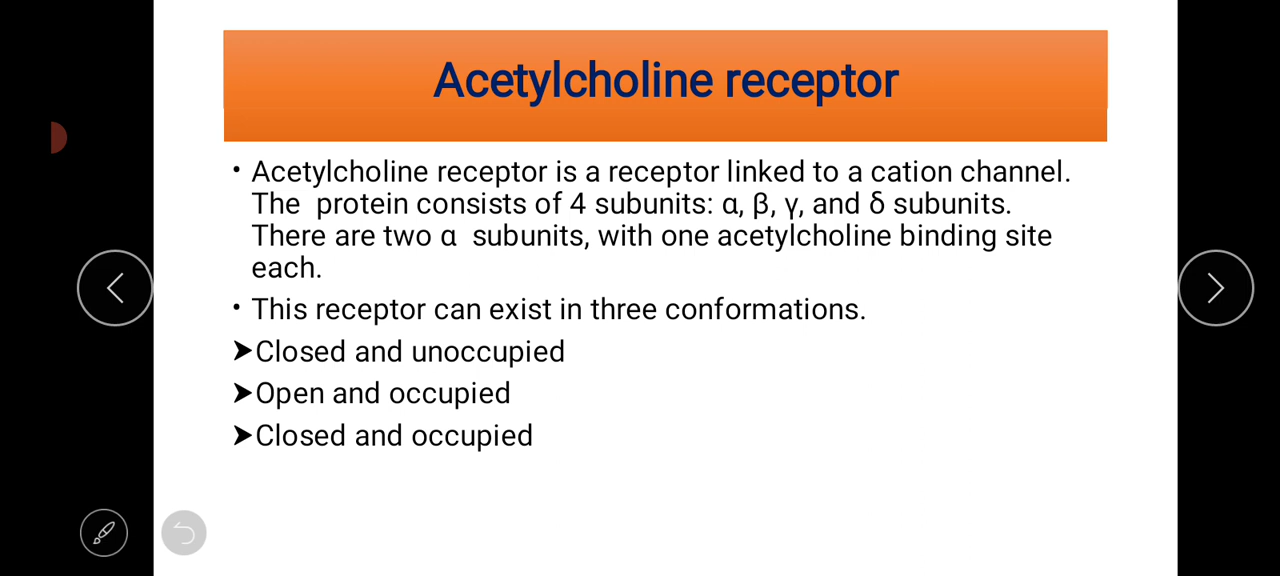 Acetylcholine receptor
• Acetylcholine receptor is a receptor linked to a cation channel.
The  protein consists of 4 subunits: α, β, γ, and δ subunits.
There are two α  subunits, with one acetylcholine binding site
each.
• This receptor can exist in three conformations.
➤Closed and unoccupied
➤Open and occupied
➤Closed and occupied